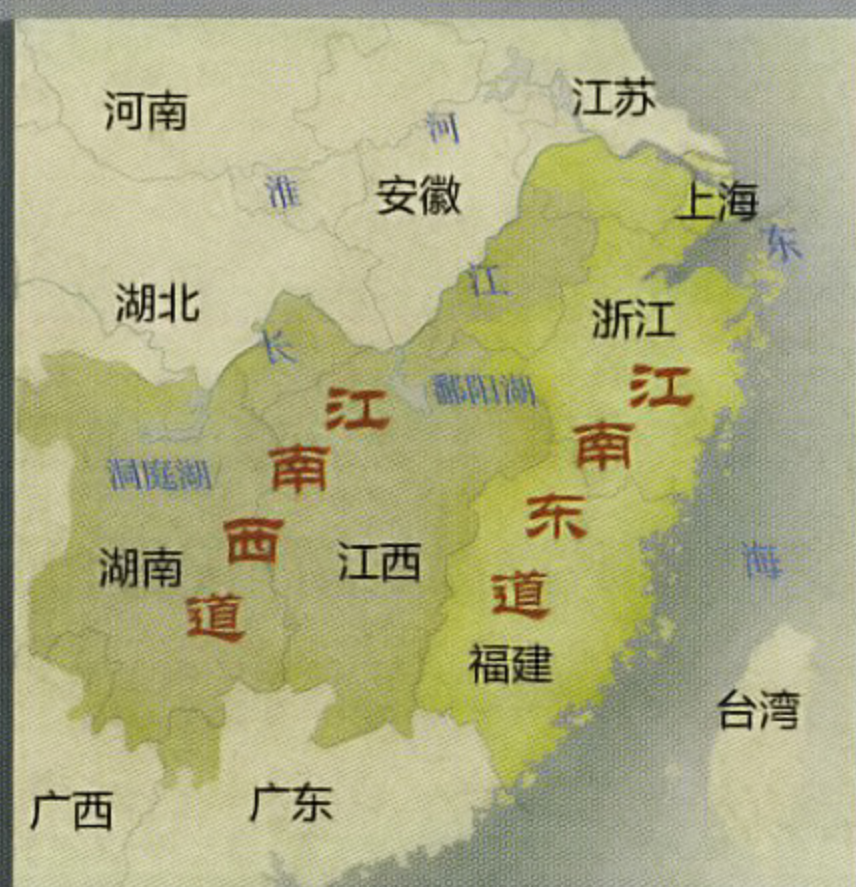 河南
江苏
淮
河
安徽
上海
东
海
湖北
长
江
浙江
鄱阳湖
洞庭湖
江南西道
江南东道
湖南
江西
福建
台湾
广西
广东